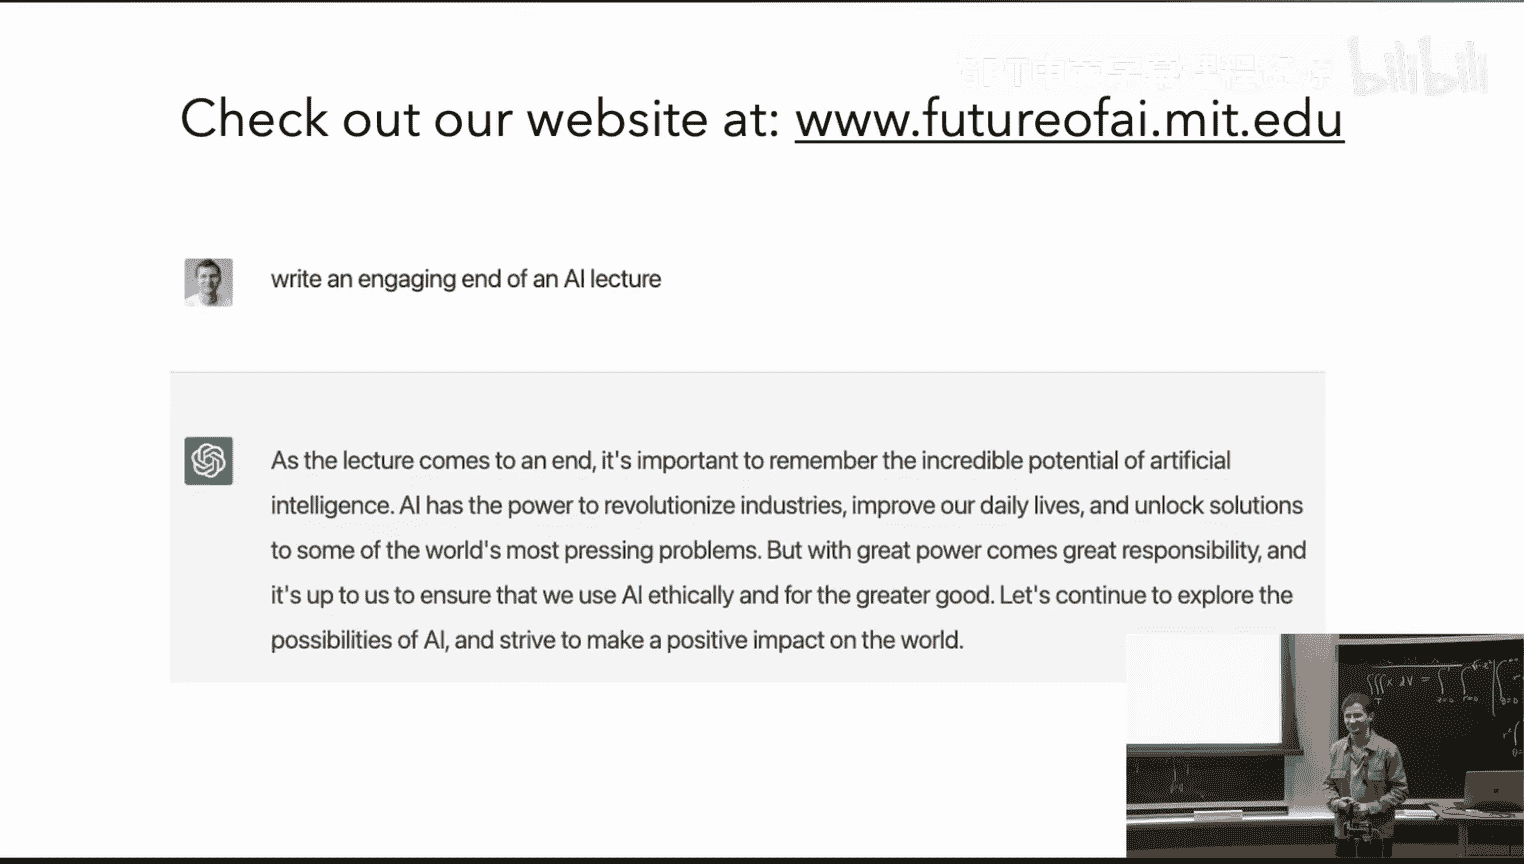 bilibili
Check out our website at: www.futureofai.mit.edu
write an engaging end of an AI lecture
As the lecture comes to an end, it's important to remember the incredible potential of artificial
intelligence. AI has the power to revolutionize industries, improve our daily lives, and unlock solutions
to some of the world's most pressing problems. But with great power comes great responsibility, and
it's up to us to ensure that we use AI ethically and for the greater good. Let's continue to explore the
possibilities of AI, and strive to make a positive impact on the world.